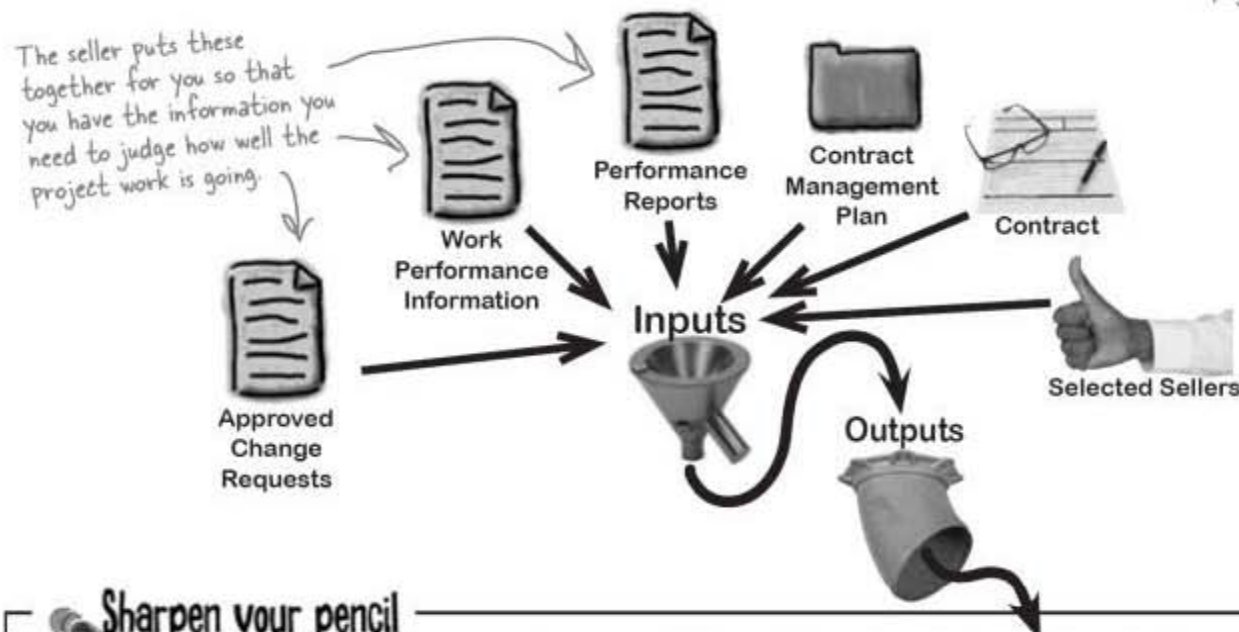 The seller puts these
together for you so that
you have the information you
need to judge how well the
project work is going.
Performance
Reports
Contract
Management
Plan
Contract
Work
Performance
Information
Inputs
Selected Sellers
Approved
Change
Requests
Outputs
Sharpen your pencil